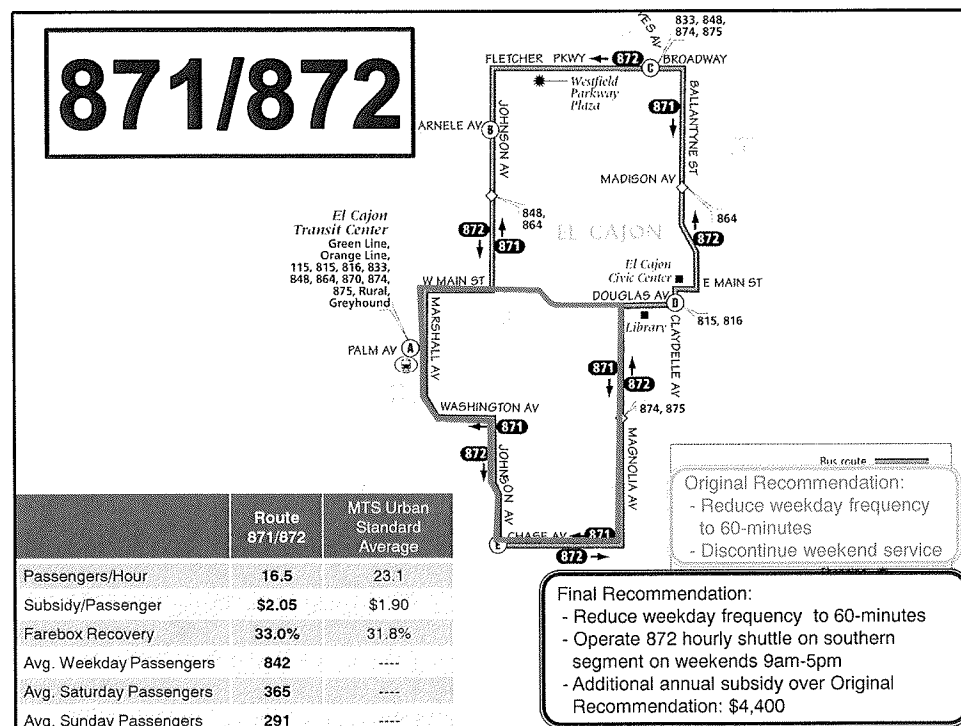 871/872
YES AV
833, 848,
874, 875
FLETCHER PKWY
872
C
BROADWAY
Westfield
Parkway
Plaza
871
BALLANTYNE ST
ARNELE AV
B
JOHNSON AV
MADISON AV
864
848,
864
872
871
EL CAJON
872
El Cajon
Transit Center
Green Line,
Orange Line,
115, 815, 816, 833,
848, 864, 870, 874,
875, Rural,
Greyhound
El Cajon
Civic Center
W MAIN ST
E MAIN ST
DOUGLAS AV
D
815, 816
Library
CLAYDELLE AV
MARSHALL AV
PALM AV
A
871
872
WASHINGTON AV
871
874, 875
MAGNOLIA AV
872
JOHNSON AV
E
CHASE AV
871
872
Bus route
Original Recommendation:
- Reduce weekday frequency
to 60-minutes
- Discontinue weekend service
Final Recommendation:
- Reduce weekday frequency to 60-minutes
- Operate 872 hourly shuttle on southern
segment on weekends 9am-5pm
- Additional annual subsidy over Original
Recommendation: $4,400
Route
871/872
MTS Urban
Standard
Average
Passengers/Hour 16.5 23.1
Subsidy/Passenger $2.05 $1.90
Farebox Recovery 33.0% 31.8%
Avg. Weekday Passengers 842 ----
Avg. Saturday Passengers 365 ----
Avg. Sunday Passengers 291 ----